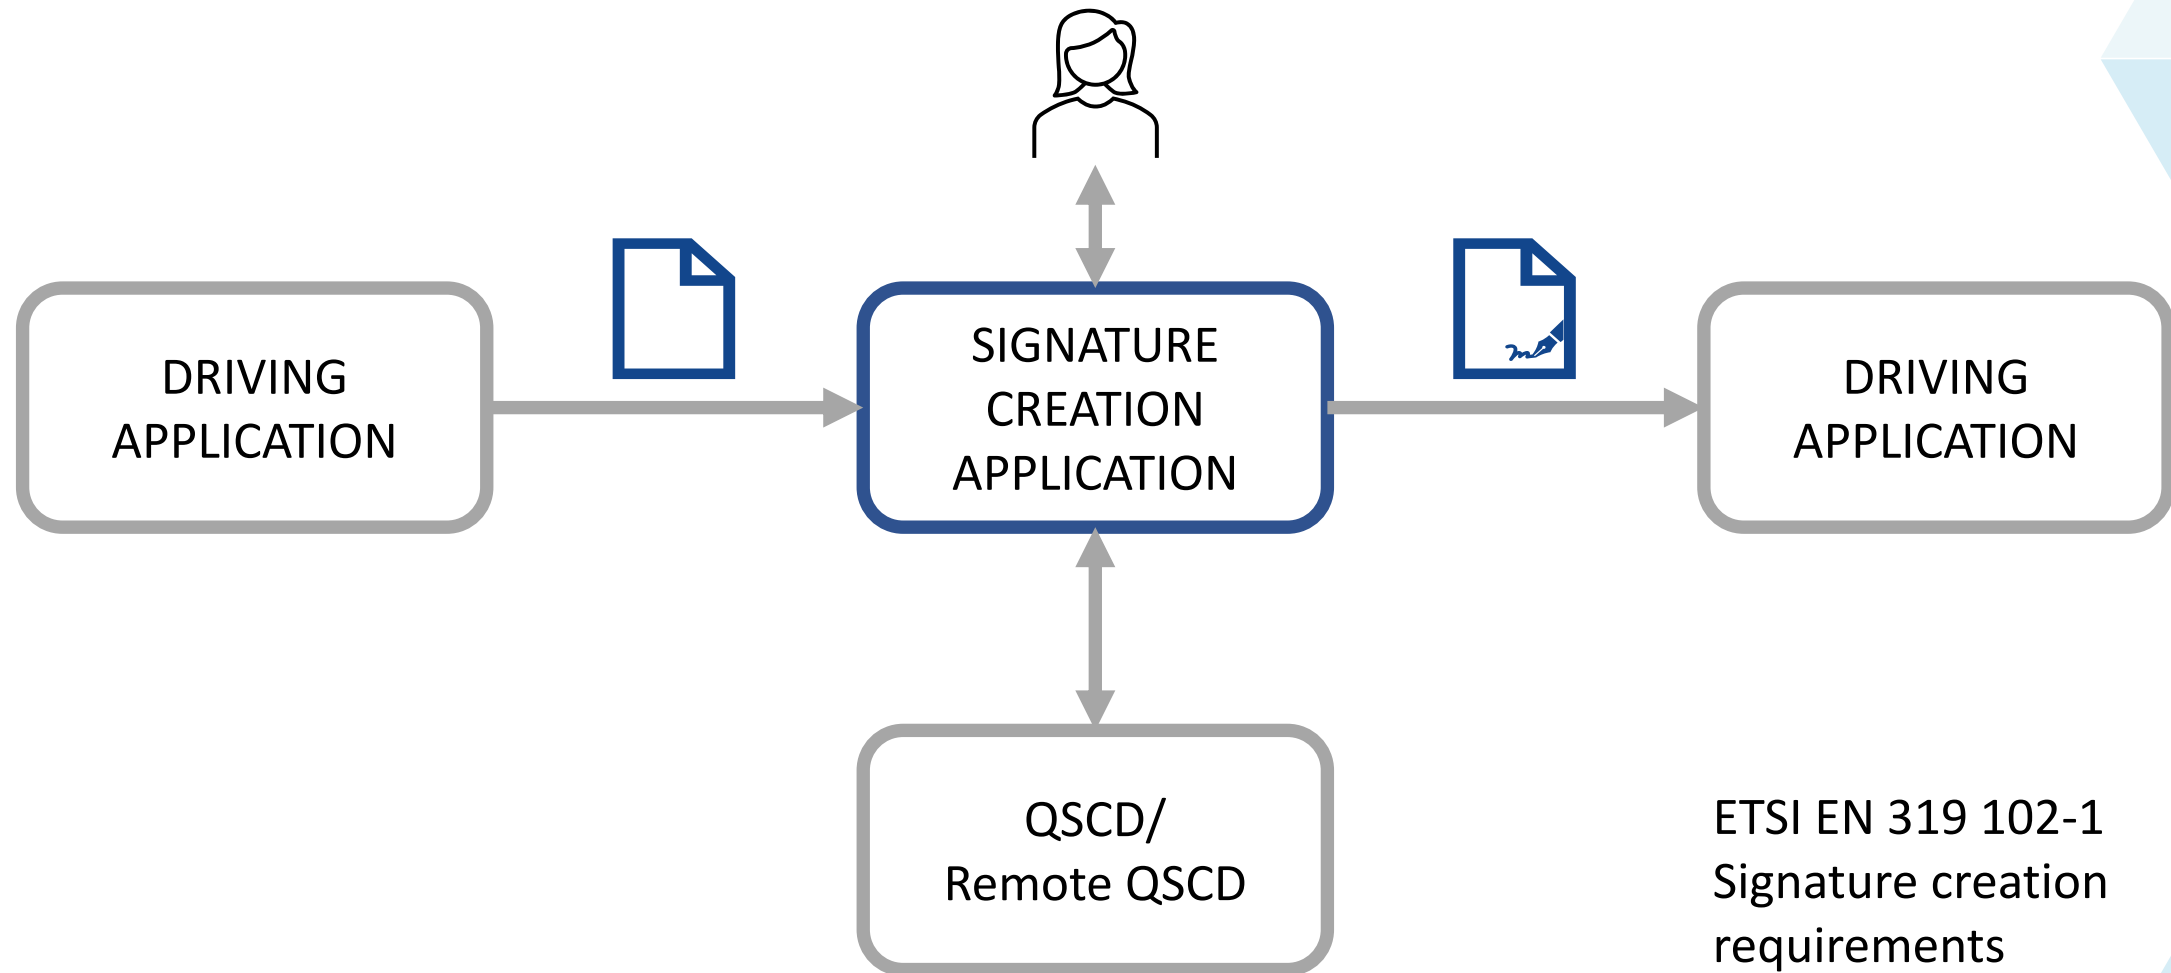 DRIVING
APPLICATION
SIGNATURE
CREATION
APPLICATION
DRIVING
APPLICATION
QSCD/
Remote QSCD
ETSI EN 319 102-1
Signature creation
requirements